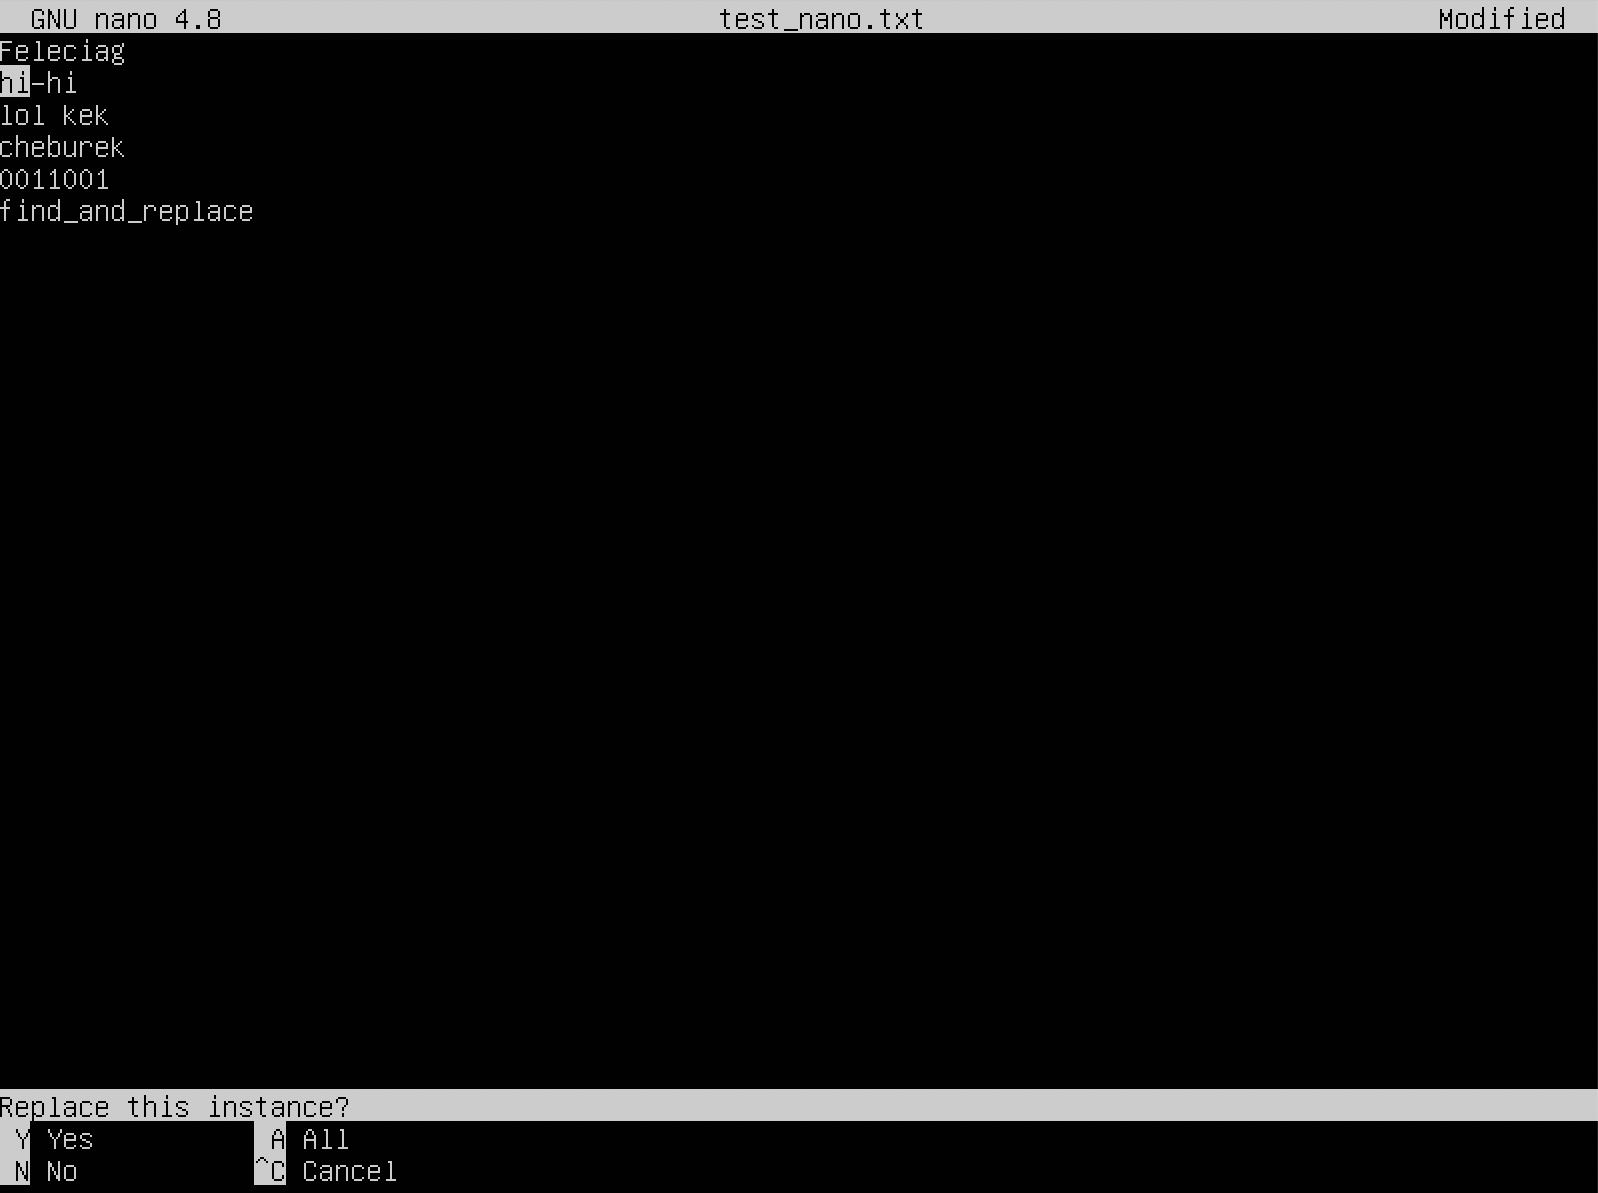 GNU nano 4.8 test_nano.txt Modified
Feleciag
hi-hi
lol kek
cheburek
0011001
find_and_replace
Replace this instance?
Y Yes A All
N No ^C Cancel